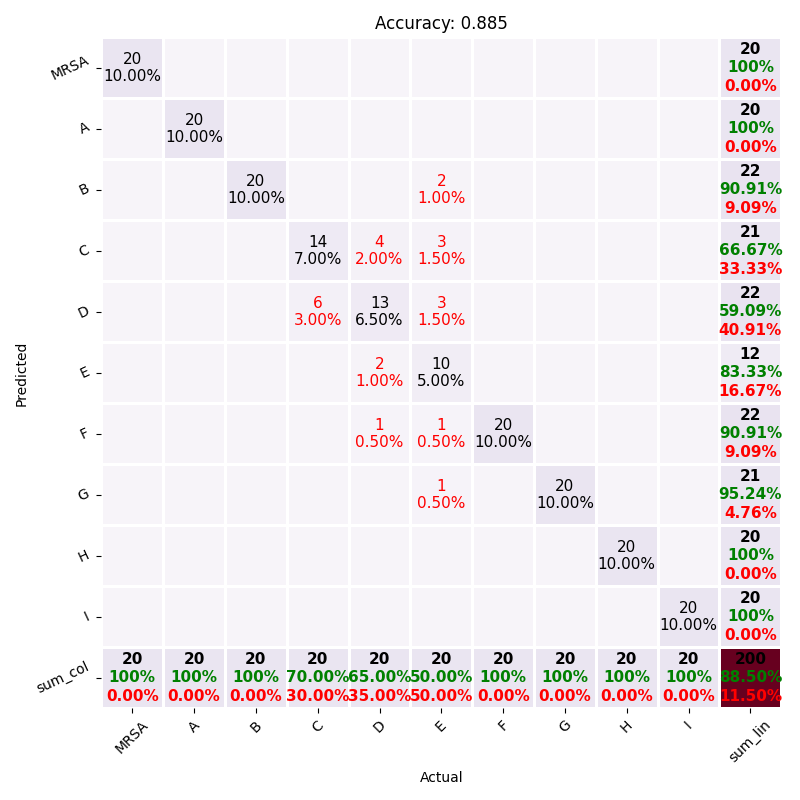 Accuracy: 0.885
MRSA 20 20
10.00% 100%
0.00%
A 20 20
10.00% 100%
0.00%
B 20 2 22
10.00% 1.00% 90.91%
9.09%
C 14 4 3 21
7.00% 2.00% 1.50% 66.67%
33.33%
D 6 13 3 22
3.00% 6.50% 1.50% 59.09%
40.91%
E 2 10 12
1.00% 5.00% 83.33%
16.67%
F 1 1 20 22
0.50% 0.50% 10.00% 90.91%
9.09%
G 1 20 21
0.50% 10.00% 95.24%
4.76%
H 20 20
10.00% 100%
0.00%
I 20 20
10.00% 100%
0.00%
sum_col 20 20 20 20 20 20 20 20 20 20 200
100% 100% 100% 70.00% 65.00% 50.00% 100% 100% 100% 100% 88.50%
0.00% 0.00% 0.00% 30.00% 35.00% 50.00% 0.00% 0.00% 0.00% 0.00% 11.50%
MRSA A B C D E F G H I sum_lin
Predicted
Actual